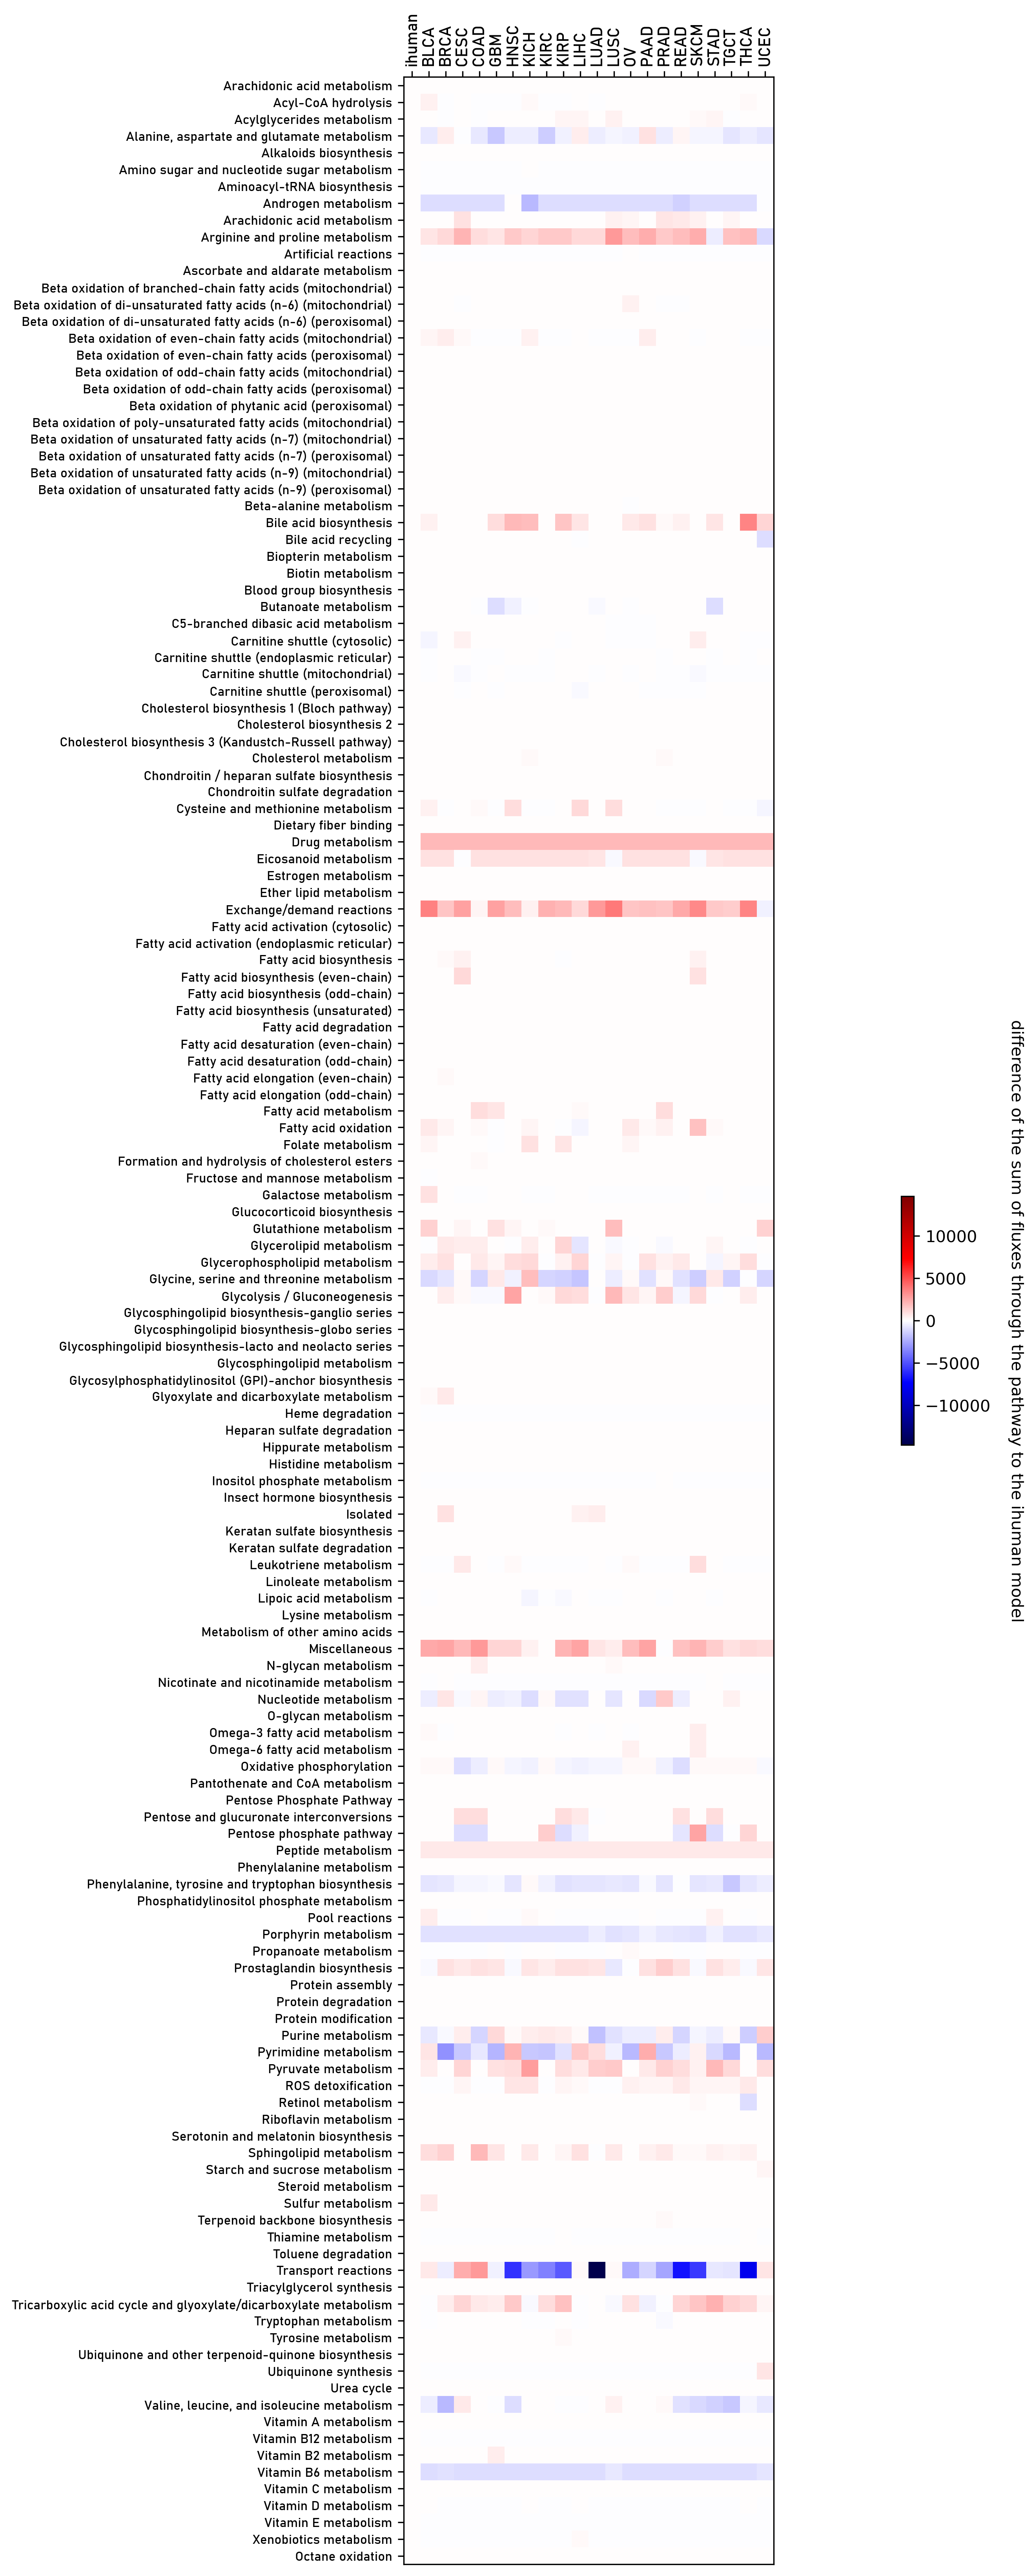 ihuman
BLCA
BRCA
CESC
COAD
GBM
HNSC
KICH
KIRC
KIRP
LIHC
LUAD
LUSC
OV
PAAD
PRAD
READ
SKCM
STAD
TGCT
THCA
UCEC
Arachidonic acid metabolism
Acyl-CoA hydrolysis
Acylglycerides metabolism
Alanine, aspartate and glutamate metabolism
Alkaloids biosynthesis
Amino sugar and nucleotide sugar metabolism
Aminoacyl-tRNA biosynthesis
Androgen metabolism
Arachidonic acid metabolism
Arginine and proline metabolism
Artificial reactions
Ascorbate and aldarate metabolism
Beta oxidation of branched-chain fatty acids (mitochondrial)
Beta oxidation of di-unsaturated fatty acids (n-6) (mitochondrial)
Beta oxidation of di-unsaturated fatty acids (n-6) (peroxisomal)
Beta oxidation of even-chain fatty acids (mitochondrial)
Beta oxidation of even-chain fatty acids (peroxisomal)
Beta oxidation of odd-chain fatty acids (mitochondrial)
Beta oxidation of odd-chain fatty acids (peroxisomal)
Beta oxidation of phytanic acid (peroxisomal)
Beta oxidation of poly-unsaturated fatty acids (mitochondrial)
Beta oxidation of unsaturated fatty acids (n-7) (mitochondrial)
Beta oxidation of unsaturated fatty acids (n-7) (peroxisomal)
Beta oxidation of unsaturated fatty acids (n-9) (mitochondrial)
Beta oxidation of unsaturated fatty acids (n-9) (peroxisomal)
Beta-alanine metabolism
Bile acid biosynthesis
Bile acid recycling
Biopterin metabolism
Biotin metabolism
Blood group biosynthesis
Butanoate metabolism
C5-branched dibasic acid metabolism
Carnitine shuttle (cytosolic)
Carnitine shuttle (endoplasmic reticular)
Carnitine shuttle (mitochondrial)
Carnitine shuttle (peroxisomal)
Cholesterol biosynthesis 1 (Bloch pathway)
Cholesterol biosynthesis 2
Cholesterol biosynthesis 3 (Kandustch-Russell pathway)
Cholesterol metabolism
Chondroitin / heparan sulfate biosynthesis
Chondroitin sulfate degradation
Cysteine and methionine metabolism
Dietary fiber binding
Drug metabolism
Eicosanoid metabolism
Estrogen metabolism
Ether lipid metabolism
Exchange/demand reactions
Fatty acid activation (cytosolic)
Fatty acid activation (endoplasmic reticular)
Fatty acid biosynthesis
Fatty acid biosynthesis (even-chain)
Fatty acid biosynthesis (odd-chain)
Fatty acid biosynthesis (unsaturated)
Fatty acid degradation
Fatty acid desaturation (even-chain)
Fatty acid desaturation (odd-chain)
Fatty acid elongation (even-chain)
Fatty acid elongation (odd-chain)
Fatty acid metabolism
Fatty acid oxidation
Folate metabolism
Formation and hydrolysis of cholesterol esters
Fructose and mannose metabolism
Galactose metabolism
Glucocorticoid biosynthesis
Glutathione metabolism
Glycerolipid metabolism
Glycerophospholipid metabolism
Glycine, serine and threonine metabolism
Glycolysis / Gluconeogenesis
Glycosphingolipid biosynthesis-ganglio series
Glycosphingolipid biosynthesis-globo series
Glycosphingolipid biosynthesis-lacto and neolacto series
Glycosphingolipid metabolism
Glycosylphosphatidylinositol (GPI)-anchor biosynthesis
Glyoxylate and dicarboxylate metabolism
Heme degradation
Heparan sulfate degradation
Hippurate metabolism
Histidine metabolism
Inositol phosphate metabolism
Insect hormone biosynthesis
Isolated
Keratan sulfate biosynthesis
Keratan sulfate degradation
Leukotriene metabolism
Linoleate metabolism
Lipoic acid metabolism
Lysine metabolism
Metabolism of other amino acids
Miscellaneous
N-glycan metabolism
Nicotinate and nicotinamide metabolism
Nucleotide metabolism
O-glycan metabolism
Omega-3 fatty acid metabolism
Omega-6 fatty acid metabolism
Oxidative phosphorylation
Pantothenate and CoA metabolism
Pentose Phosphate Pathway
Pentose and glucuronate interconversions
Pentose phosphate pathway
Peptide metabolism
Phenylalanine metabolism
Phenylalanine, tyrosine and tryptophan biosynthesis
Phosphatidylinositol phosphate metabolism
Pool reactions
Porphyrin metabolism
Propanoate metabolism
Prostaglandin biosynthesis
Protein assembly
Protein degradation
Protein modification
Purine metabolism
Pyrimidine metabolism
Pyruvate metabolism
ROS detoxification
Retinol metabolism
Riboflavin metabolism
Serotonin and melatonin biosynthesis
Sphingolipid metabolism
Starch and sucrose metabolism
Steroid metabolism
Sulfur metabolism
Terpenoid backbone biosynthesis
Thiamine metabolism
Toluene degradation
Transport reactions
Triacylglycerol synthesis
Tricarboxylic acid cycle and glyoxylate/dicarboxylate metabolism
Tryptophan metabolism
Tyrosine metabolism
Ubiquinone and other terpenoid-quinone biosynthesis
Ubiquinone synthesis
Urea cycle
Valine, leucine, and isoleucine metabolism
Vitamin A metabolism
Vitamin B12 metabolism
Vitamin B2 metabolism
Vitamin B6 metabolism
Vitamin C metabolism
Vitamin D metabolism
Vitamin E metabolism
Xenobiotics metabolism
Octane oxidation
10000
5000
0
−5000
−10000
difference of the sum of fluxes through the pathway to the ihuman model